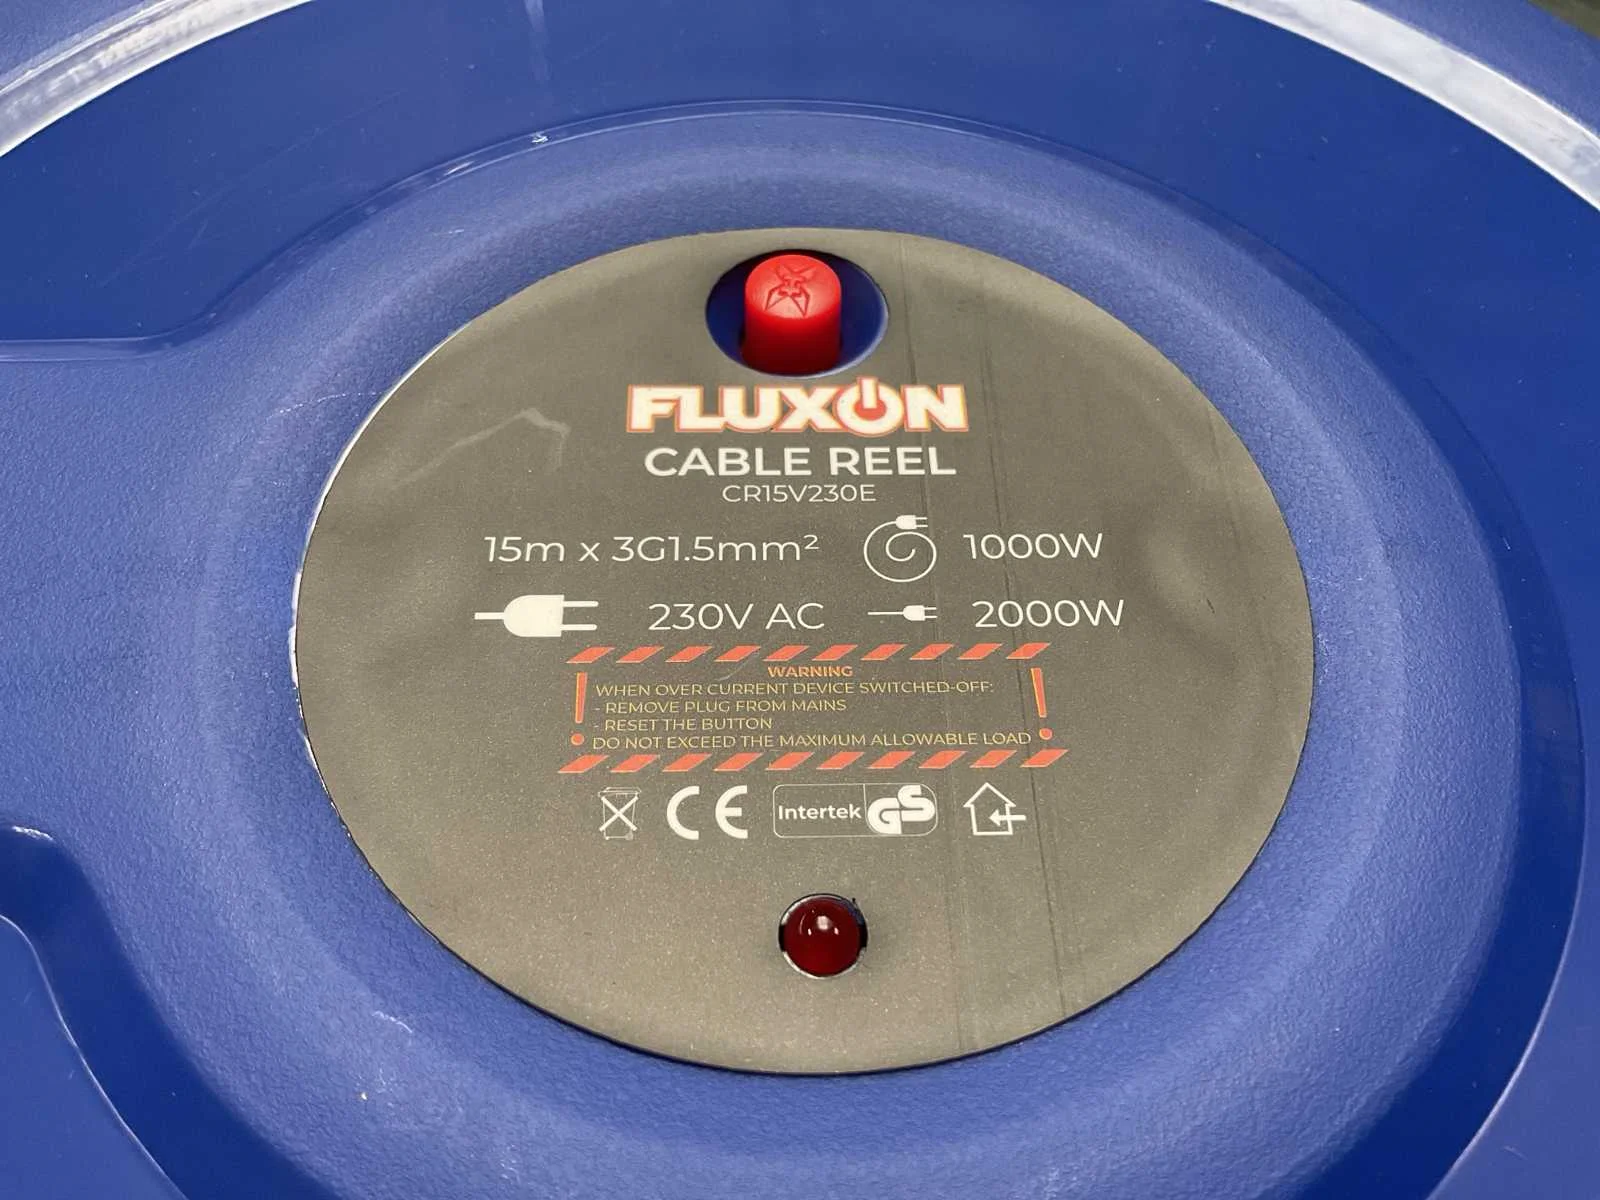 FLUXON
CABLE REEL
CR15V230E
15m x 3G1.5mm² 1000W
230V AC 2000W
WARNING
WHEN OVER CURRENT DEVICE SWITCHED-OFF:
- REMOVE PLUG FROM MAINS
- RESET THE BUTTON
DO NOT EXCEED THE MAXIMUM ALLOWABLE LOAD
CE Intertek GS